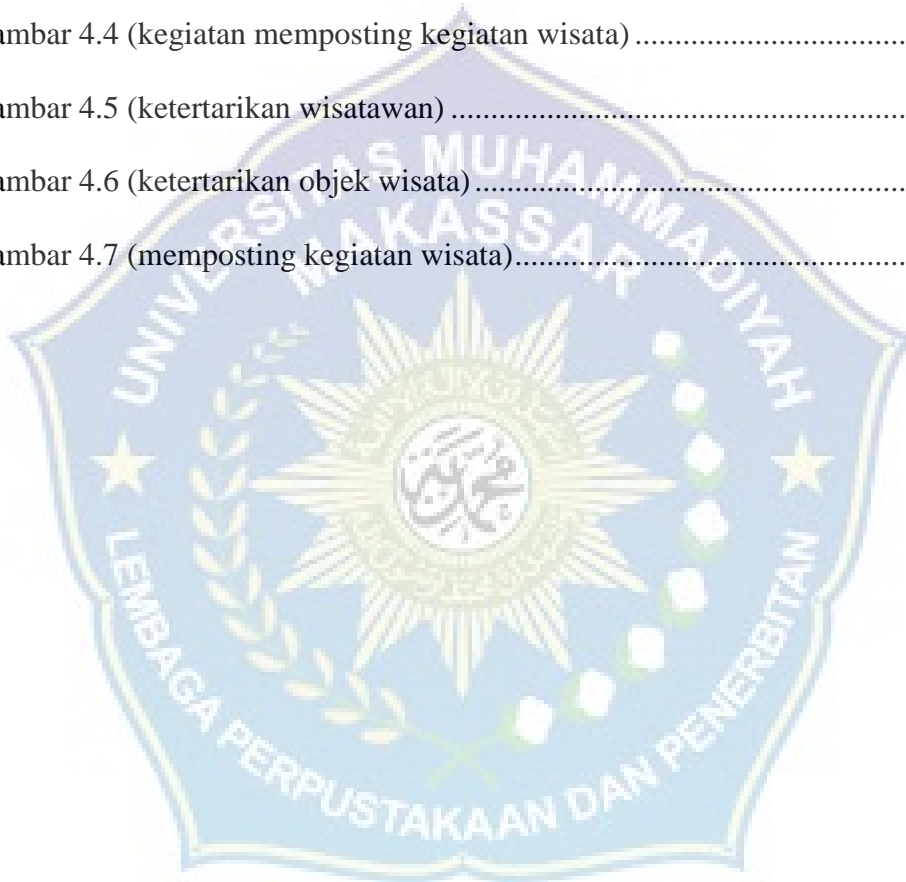 ambar 4.4 (kegiatan memposting kegiatan wisata)..................................
ambar 4.5 (ketertarikan wisatawan)..........................................................
ambar 4.6 (ketertarikan objek wisata)......................................................
ambar 4.7 (memposting kegiatan wisata).................................................
UNIVERSITAS MUHAMMADIYAH
MAKASSAR
LEMBAGA PERPUSTAKAAN DAN PENERBITAN